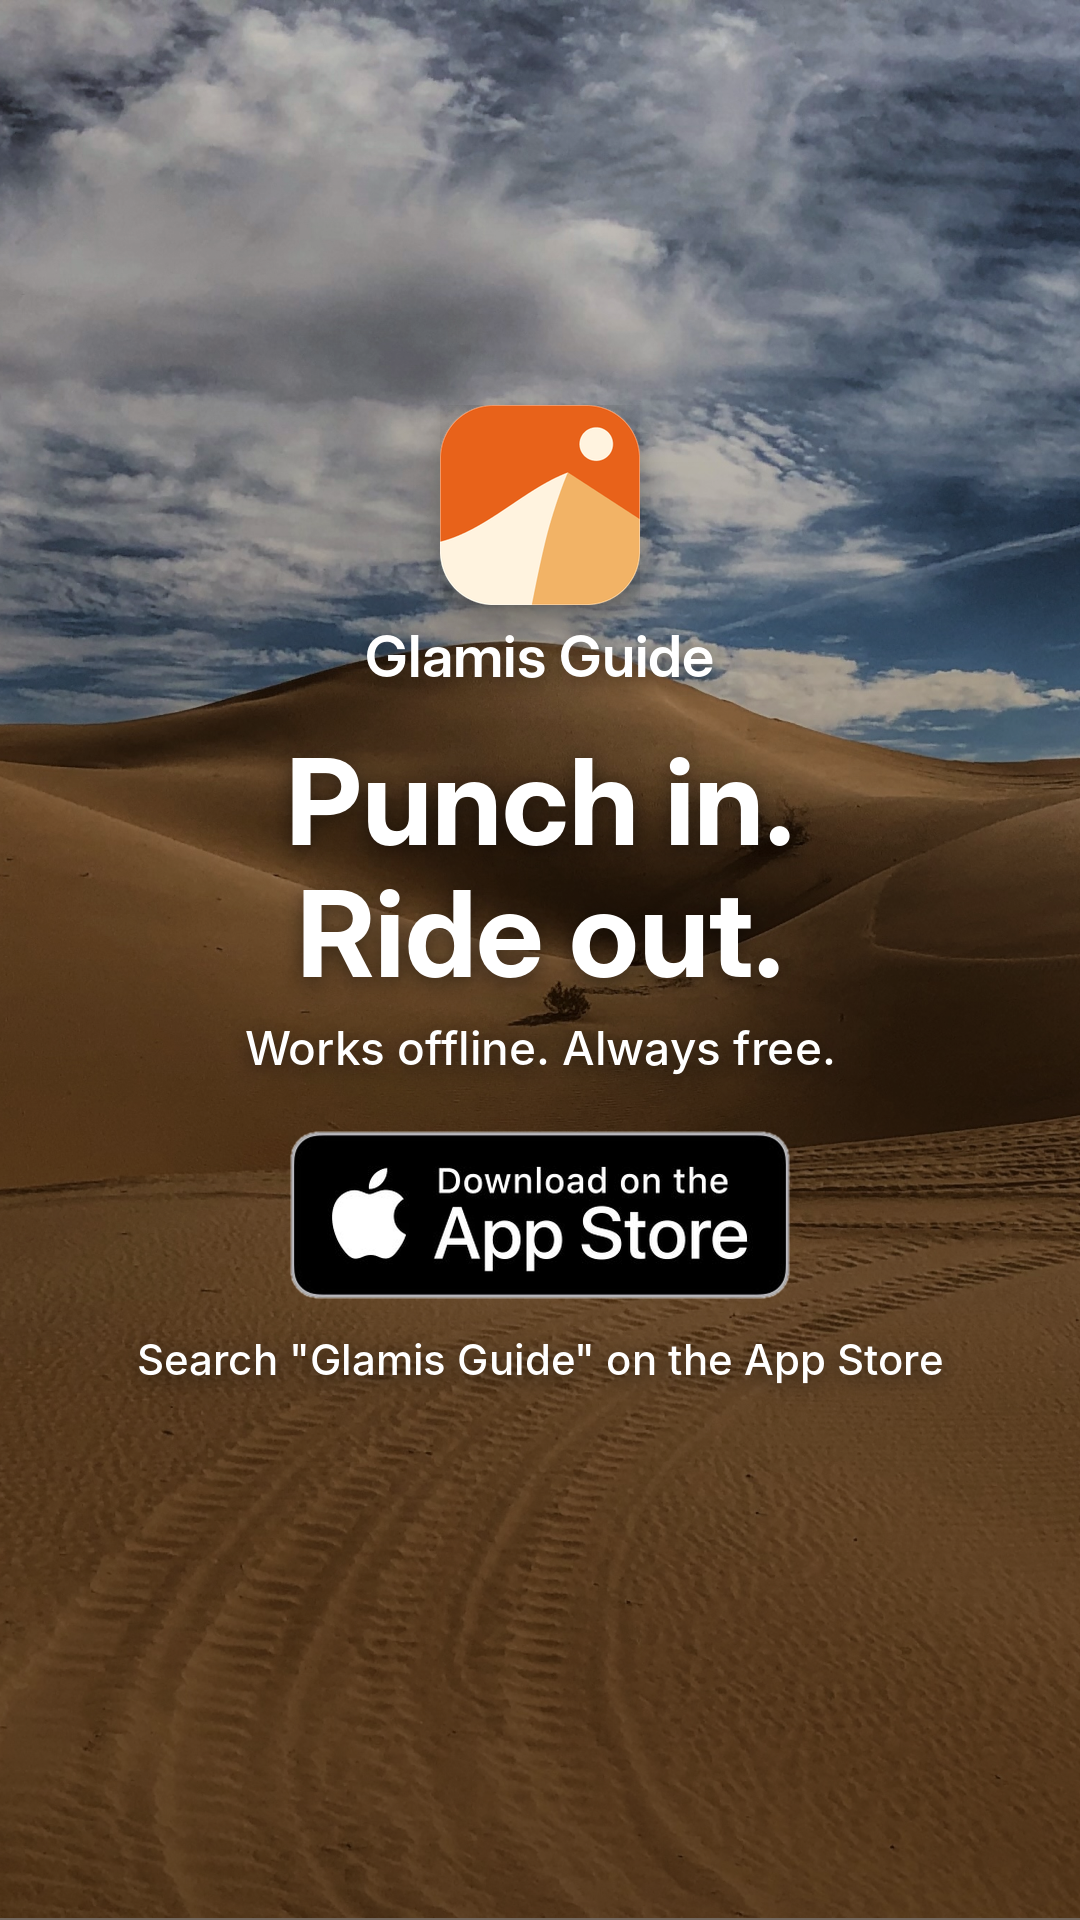 Glamis Guide
Punch in.
Ride out.
Works offline. Always free.
Download on the
App Store
Search "Glamis Guide" on the App Store